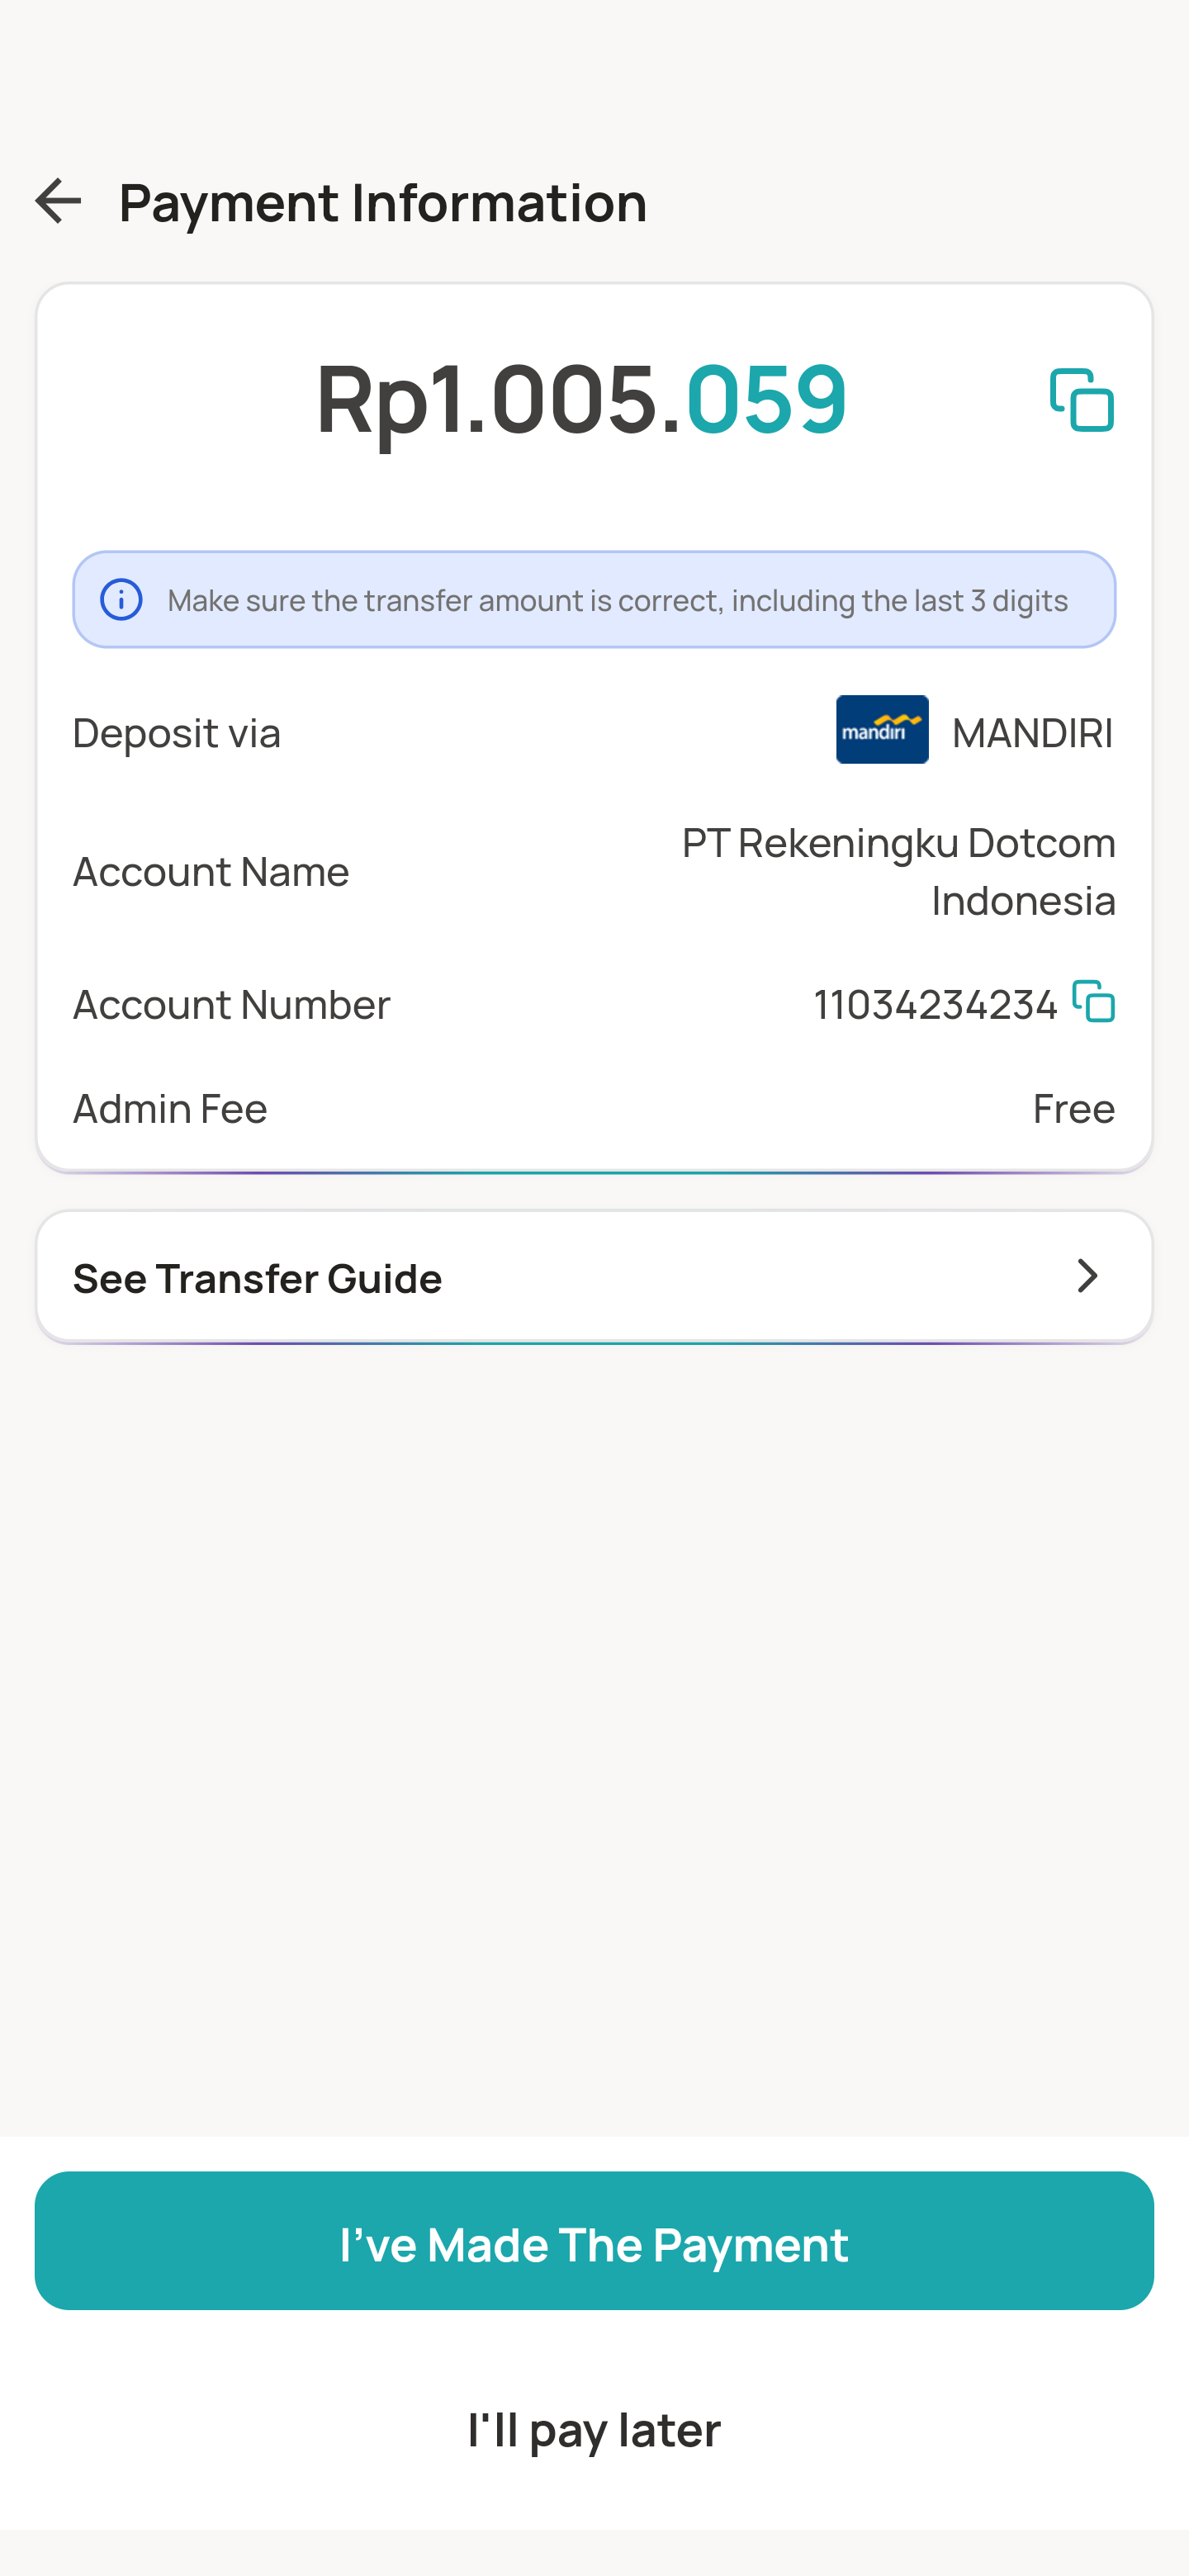 Payment Information
Rp1.005.059
Make sure the transfer amount is correct, including the last 3 digits
Deposit via
mandiri MANDIRI
Account Name
PT Rekeningku Dotcom
Indonesia
Account Number
11034234234
Admin Fee
Free
See Transfer Guide
I've Made The Payment
I'll pay later